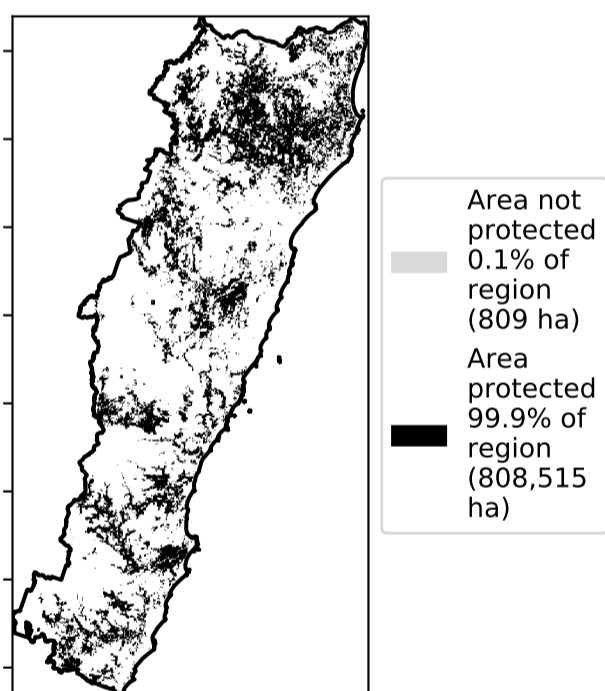 Area not
protected
0.1% of
region
(809 ha)
Area
protected
99.9% of
region
(808,515
ha)